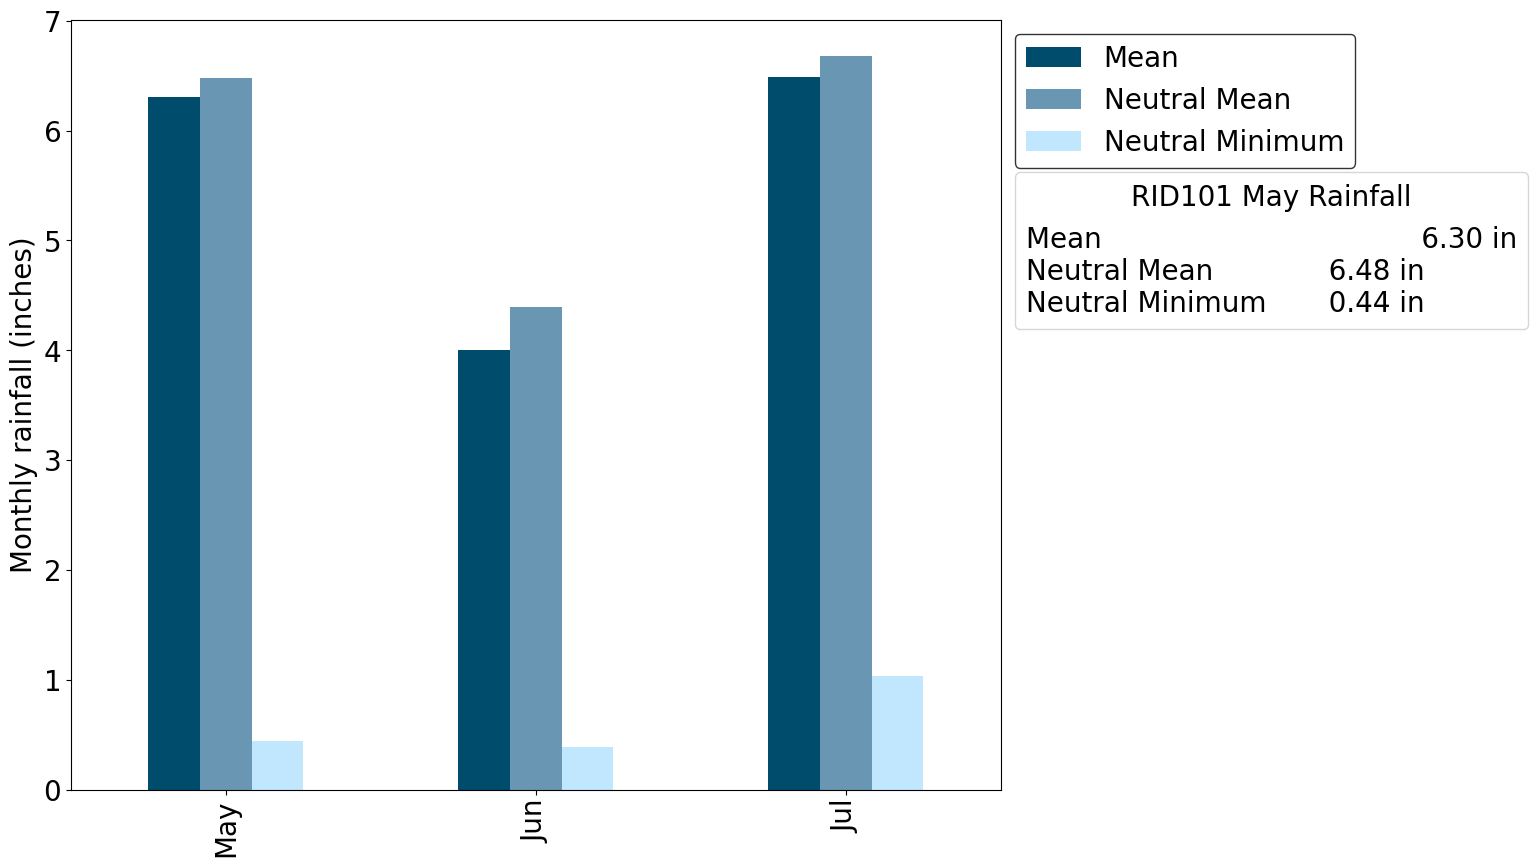 7
6
5
4
3
2
1
0
Monthly rainfall (inches)
May
Jun
Jul
Mean
Neutral Mean
Neutral Minimum
RID101 May Rainfall
Mean 6.30 in
Neutral Mean 6.48 in
Neutral Minimum 0.44 in